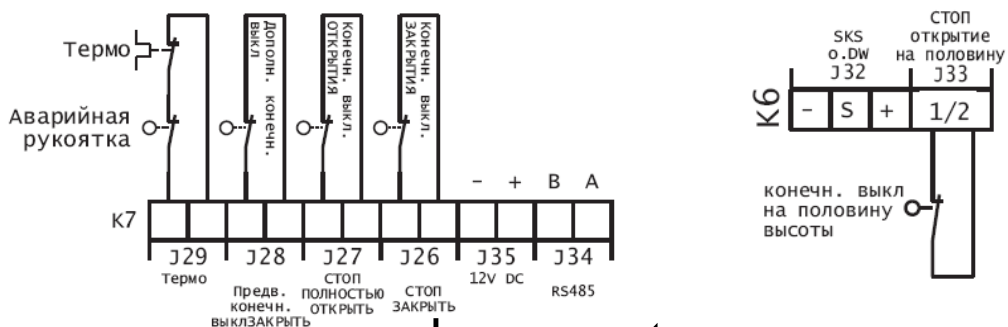 Термо
Аварийная
рукоятка
Дополн. конечн.
выкл
Конечн. выкл.
ОТКРЫТИЯ
Конечн. выкл.
ЗАКРЫТИЯ
- + B A
K7
J29 J28 J27 J26 J35 J34
Термо
Предв.
конечн.
выклЗАКРЫТЬ
СТОП
ПОЛНОСТЬЮ
ОТКРЫТЬ
СТОП
ЗАКРЫТЬ
12V DC
RS485
SKS
o.DW
J32
СТОП
открытие
на половину
J33
K6
- S + 1/2
конечн. выкл
на половину
высоты